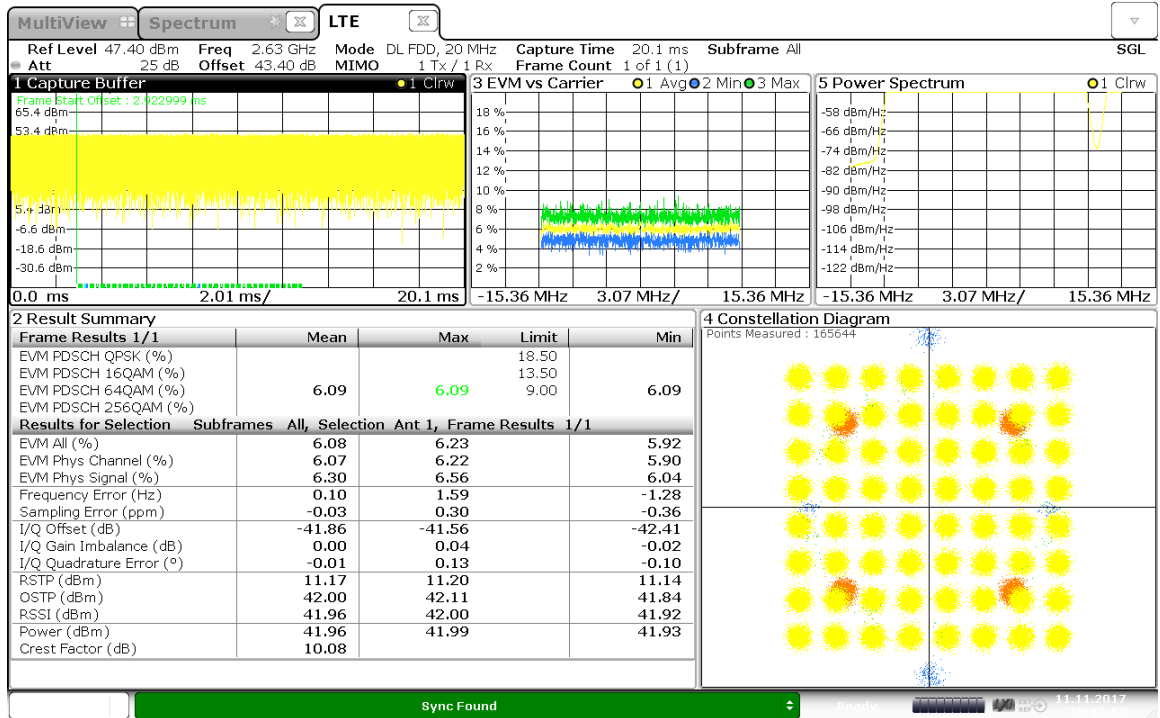 MultiView Spectrum LTE
Ref Level 47.40 dBm Freq 2.63 GHz Mode DL FDD, 20 MHz Capture Time 20.1 ms Subframe All SGL
Att 25 dB Offset 43.40 dB MIMO 1 Tx / 1 Rx Frame Count 1 of 1 (1)
1 Capture Buffer 1 Clrw
Frame Start Offset : 2.922999 ms
65.4 dBm
53.4 dBm
5.4 dBm
-6.6 dBm
-18.6 dBm
-30.6 dBm
0.0 ms 2.01 ms/ 20.1 ms
3 EVM vs Carrier 1 Avg 2 Min 3 Max
18 %
16 %
14 %
12 %
10 %
8 %
6 %
4 %
2 %
-15.36 MHz 3.07 MHz/ 15.36 MHz
5 Power Spectrum 1 Clrw
-58 dBm/Hz
-66 dBm/Hz
-74 dBm/Hz
-82 dBm/Hz
-90 dBm/Hz
-98 dBm/Hz
-106 dBm/Hz
-114 dBm/Hz
-122 dBm/Hz
-15.36 MHz 3.07 MHz/ 15.36 MHz
2 Result Summary
Frame Results 1/1 Mean Max Limit Min
EVM PDSCH QPSK (%) 18.50
EVM PDSCH 16QAM (%) 13.50
EVM PDSCH 64QAM (%) 6.09 6.09 9.00 6.09
EVM PDSCH 256QAM (%)
Results for Selection Subframes All, Selection Ant 1, Frame Results 1/1
EVM All (%) 6.08 6.23 5.92
EVM Phys Channel (%) 6.07 6.22 5.90
EVM Phys Signal (%) 6.30 6.56 6.04
Frequency Error (Hz) 0.10 1.59 -1.28
Sampling Error (ppm) -0.03 0.30 -0.36
I/Q Offset (dB) -41.86 -41.56 -42.41
I/Q Gain Imbalance (dB) 0.00 0.04 -0.02
I/Q Quadrature Error (°) -0.01 0.13 -0.10
RSTP (dBm) 11.17 11.20 11.14
OSTP (dBm) 42.00 42.11 41.84
RSSI (dBm) 41.96 42.00 41.92
Power (dBm) 41.96 41.99 41.93
Crest Factor (dB) 10.08
4 Constellation Diagram
Points Measured : 165644
Sync Found
Ready
LXI
11.11.2017